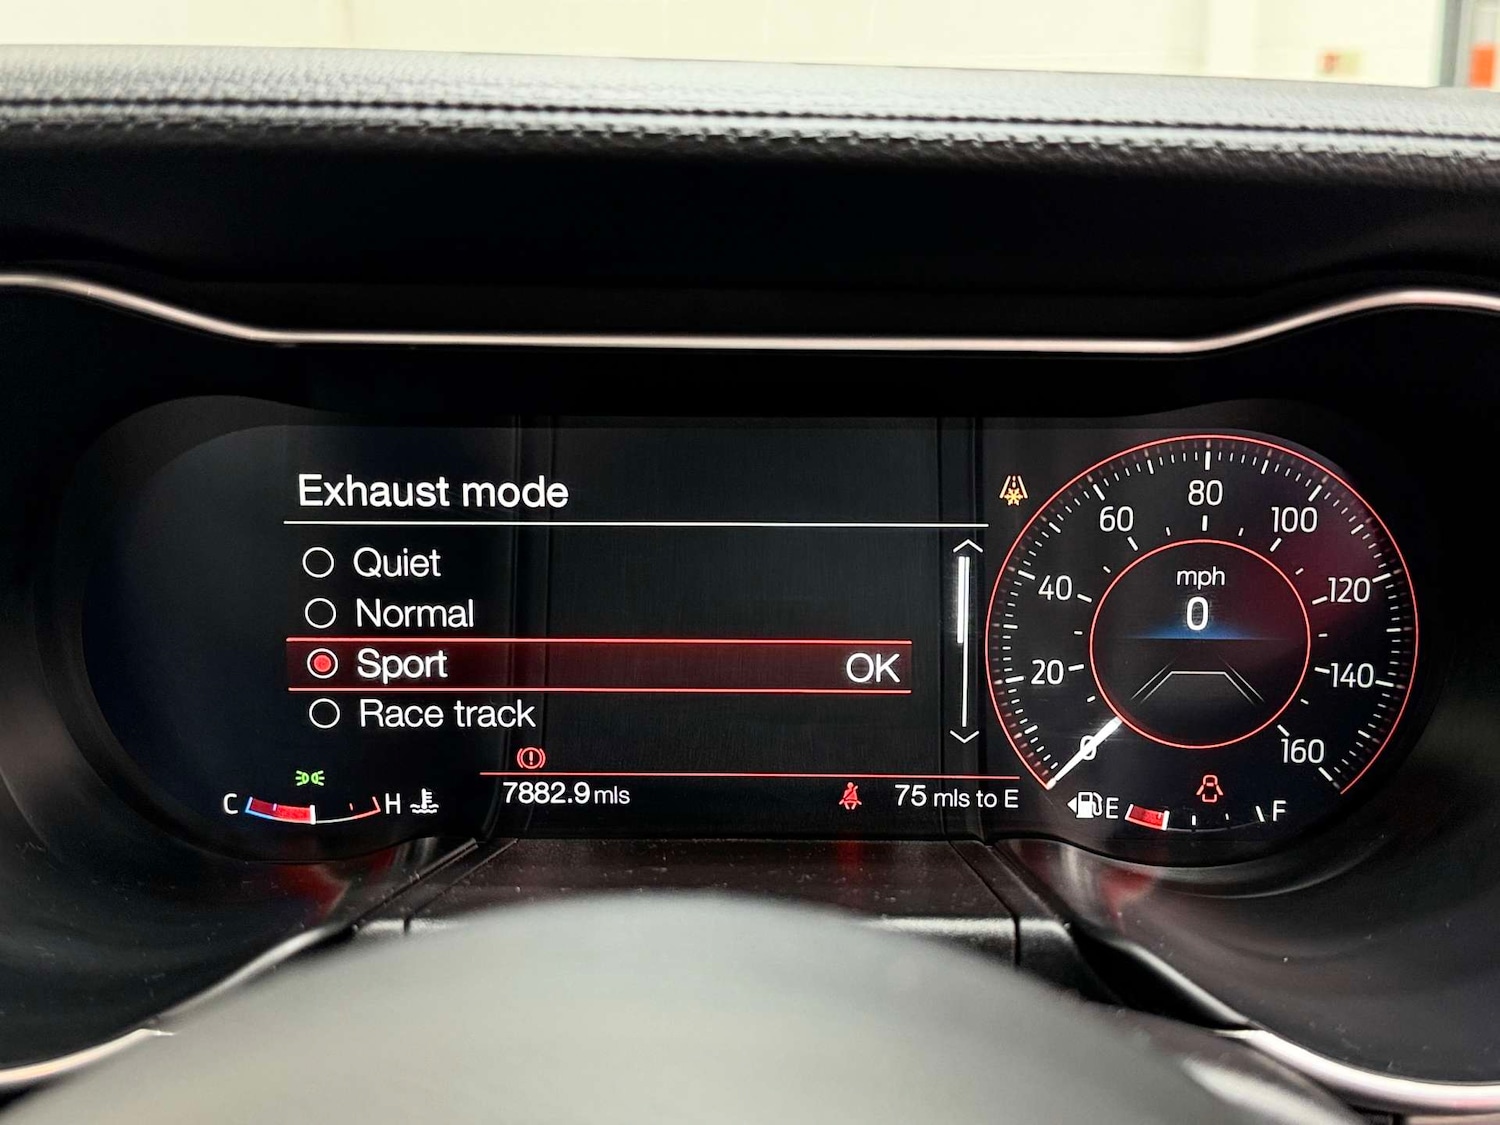 Exhaust mode
Quiet
Normal
Sport OK
Race track
7882.9 mls
75 mls to E
C H
E F
mph
0
0
20
40
60
80
100
120
140
160